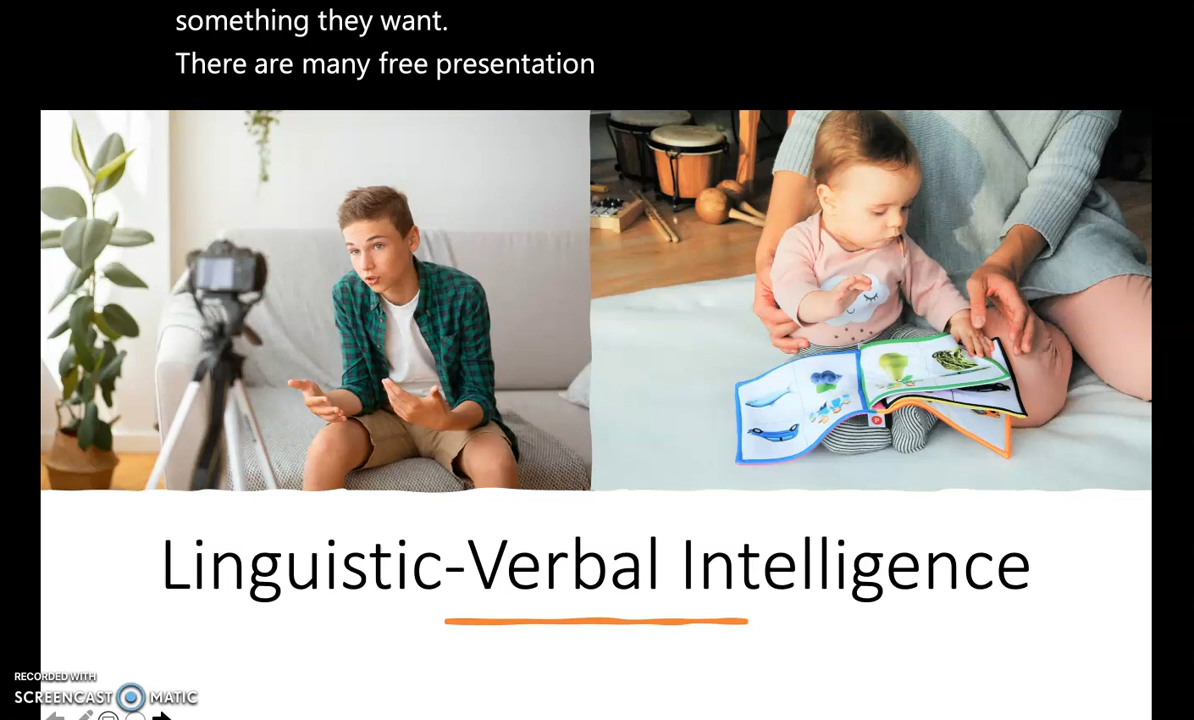 something they want.
There are many free presentation
Linguistic-Verbal Intelligence
RECORDED WITH
SCREENCAST MATIC